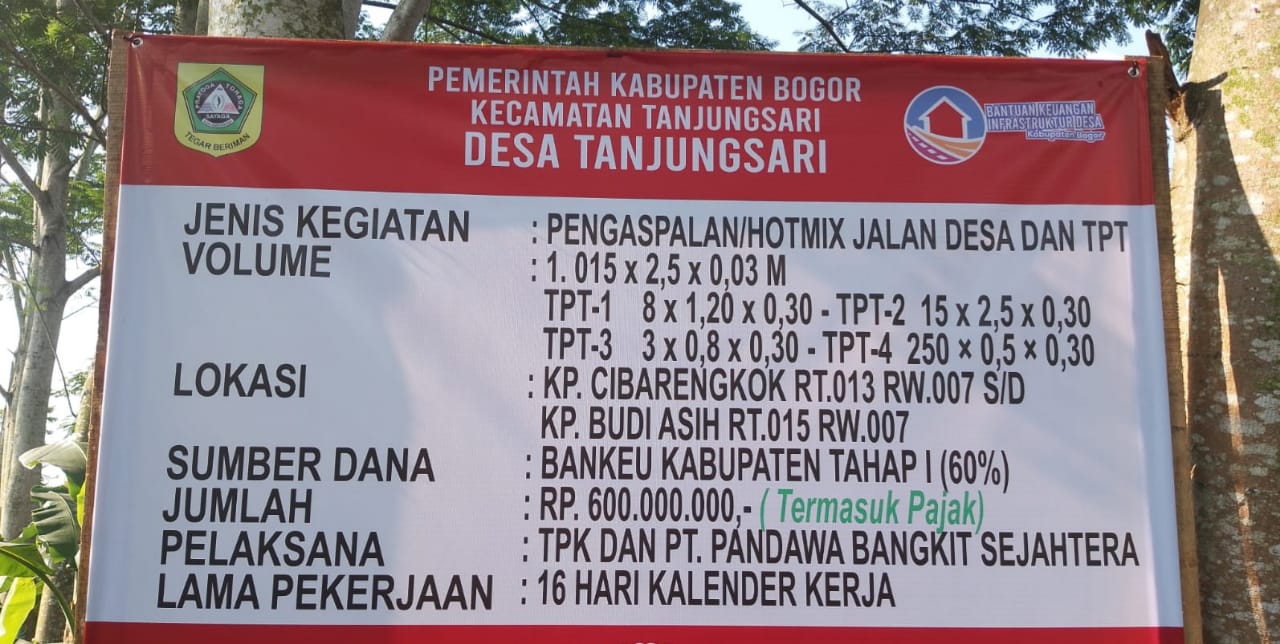 PEMERINTAH KABUPATEN BOGOR
KECAMATAN TANJUNGSARI
DESA TANJUNGSARI
TEGAR BERIMAN
BANTUAN KEUANGAN
INFRASTRUKTUR DESA
Kabupaten Bogor
JENIS KEGIATAN : PENGASPALAN/HOTMIX JALAN DESA DAN TPT
VOLUME : 1. 015 x 2,5 x 0,03 M
TPT-1 8 x 1,20 x 0,30 - TPT-2 15 x 2,5 x 0,30
TPT-3 3 x 0,8 x 0,30 - TPT-4 250 × 0,5 × 0,30
LOKASI : KP. CIBARENGKOK RT.013 RW.007 S/D
KP. BUDI ASIH RT.015 RW.007
SUMBER DANA : BANKEU KABUPATEN TAHAP I (60%)
JUMLAH : RP. 600.000.000,- ( Termasuk Pajak)
PELAKSANA : TPK DAN PT. PANDAWA BANGKIT SEJAHTERA
LAMA PEKERJAAN : 16 HARI KALENDER KERJA